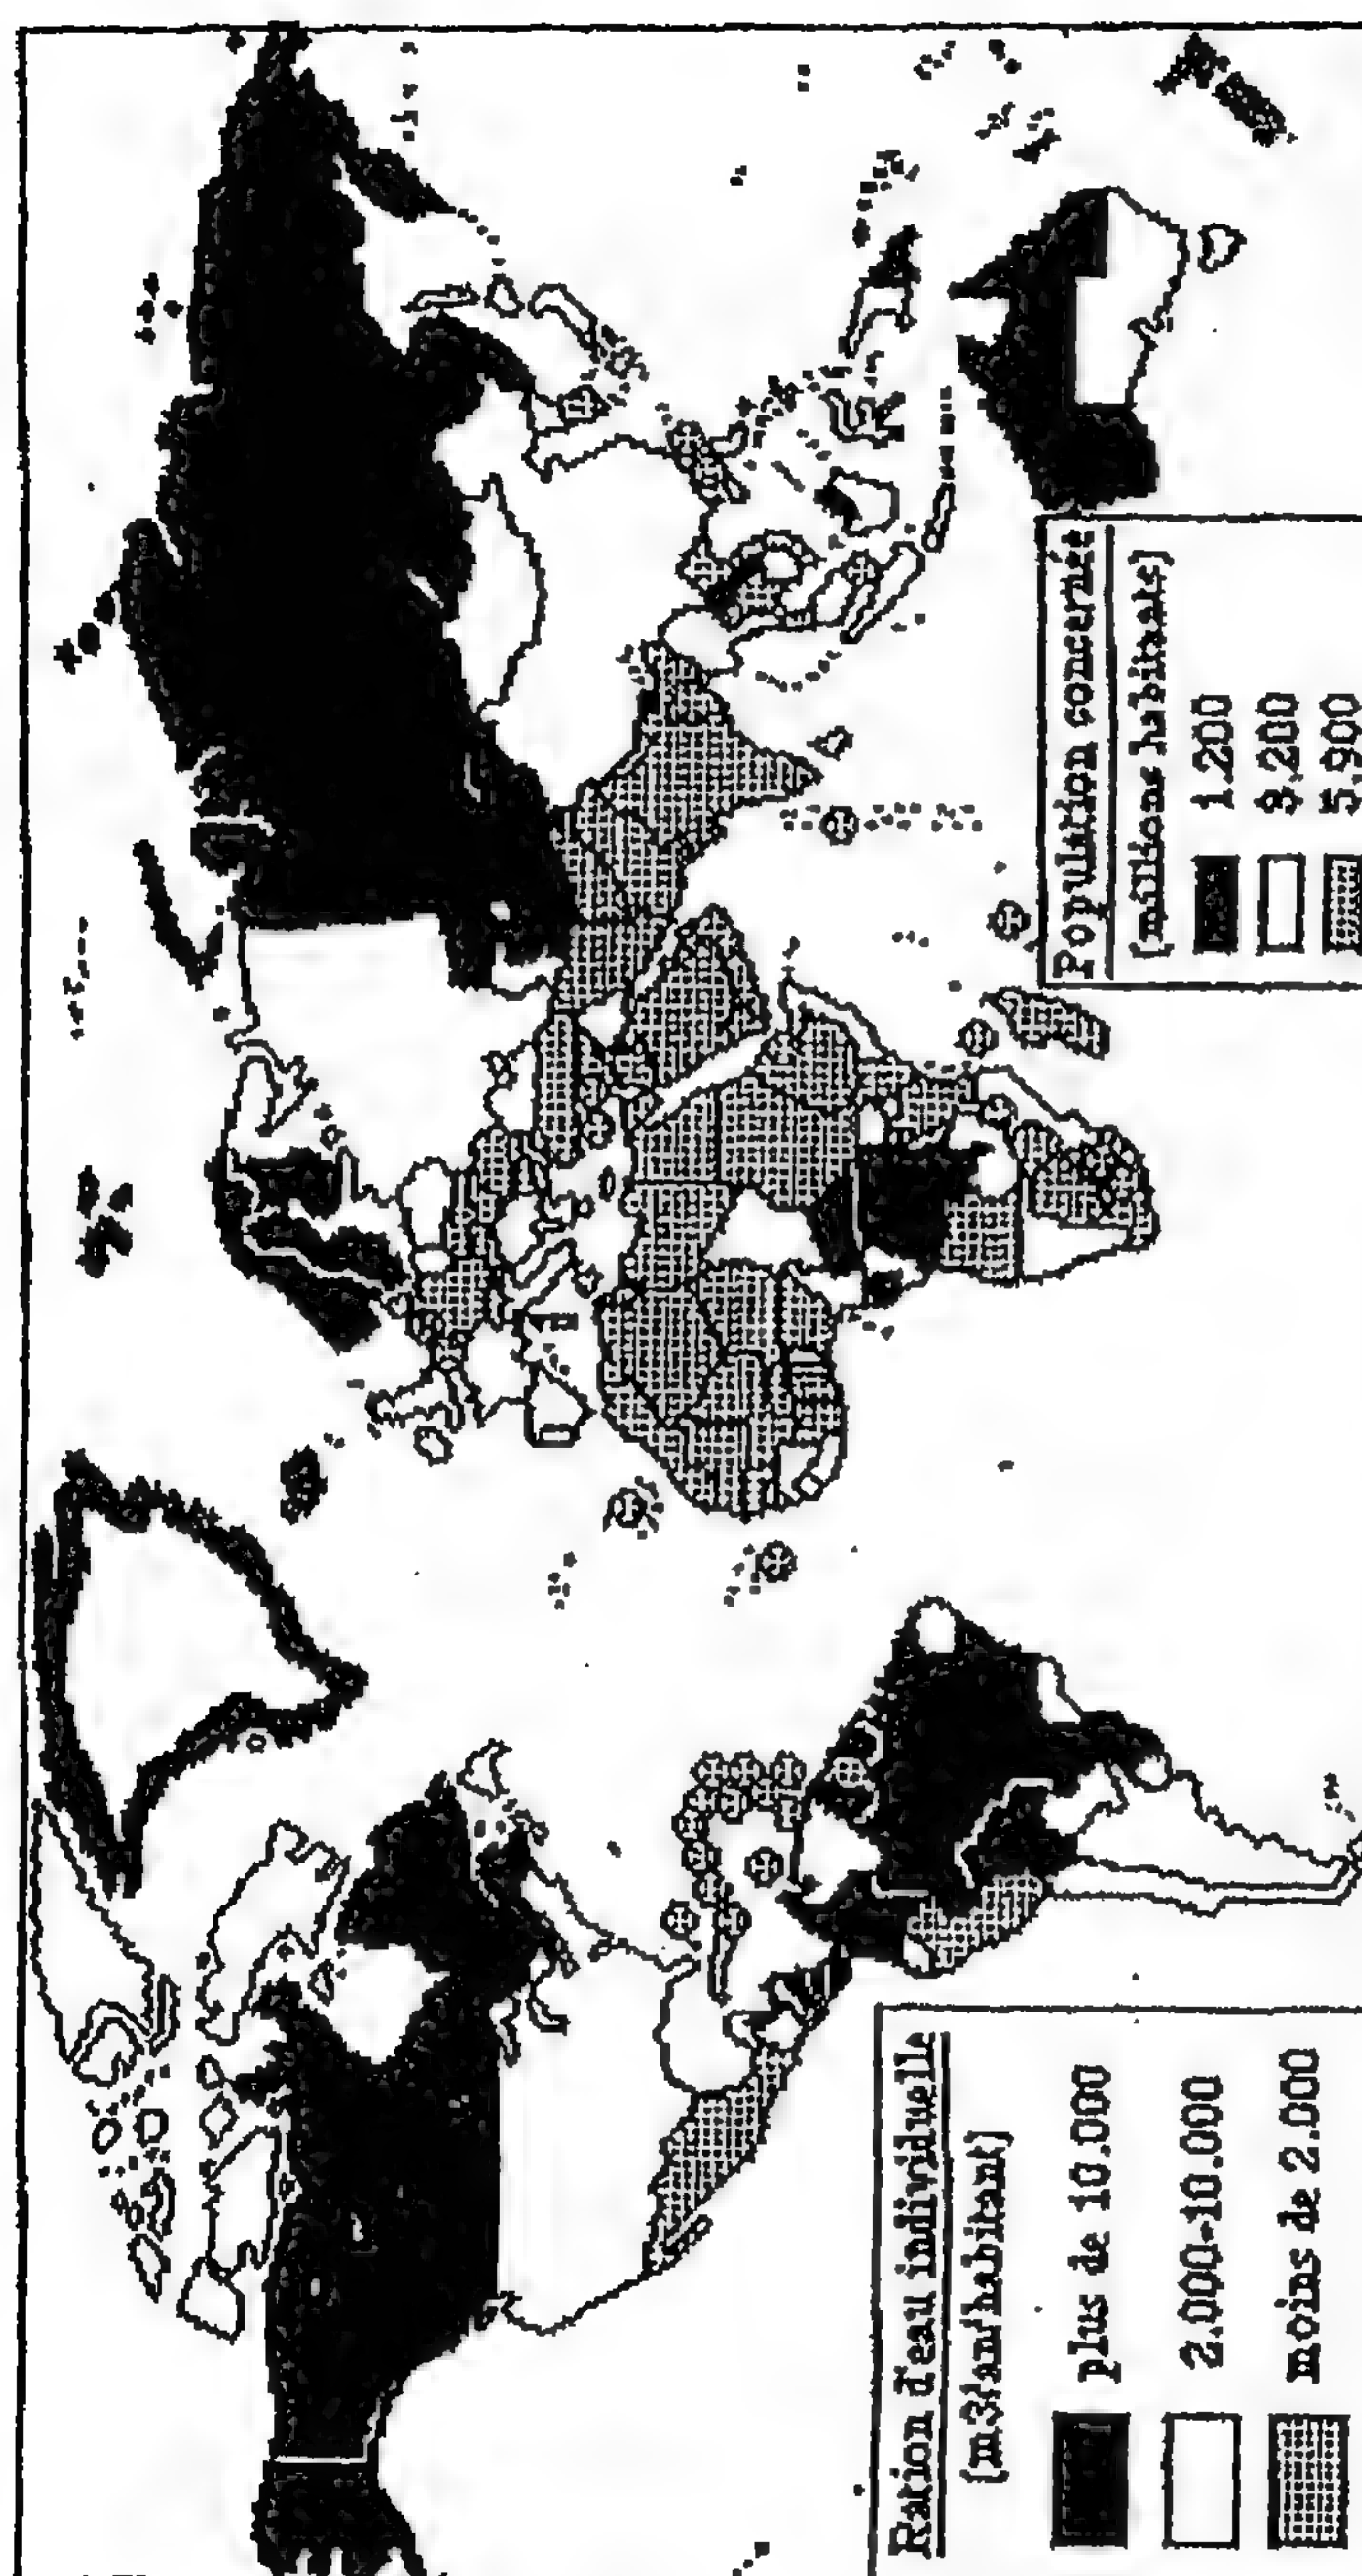 Ration d'eau individuelle
(m3/an/habitant)
plus de 10.000
2.000-10.000
moins de 2.000
Population concernée
(millions habitants)
1.200
3.200
5.900